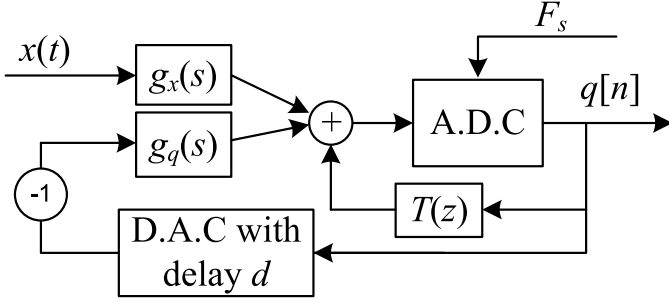 F_s
x(t)
g_x(s)
q[n]
+
A.D.C
g_q(s)
-1
T(z)
D.A.C with
delay d